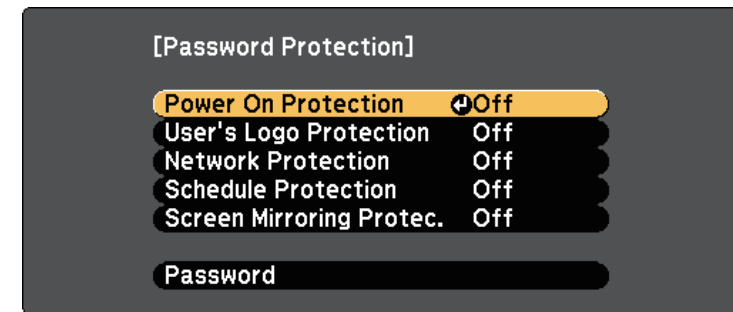 [Password Protection]
Power On Protection Off
User's Logo Protection Off
Network Protection Off
Schedule Protection Off
Screen Mirroring Protec. Off
Password